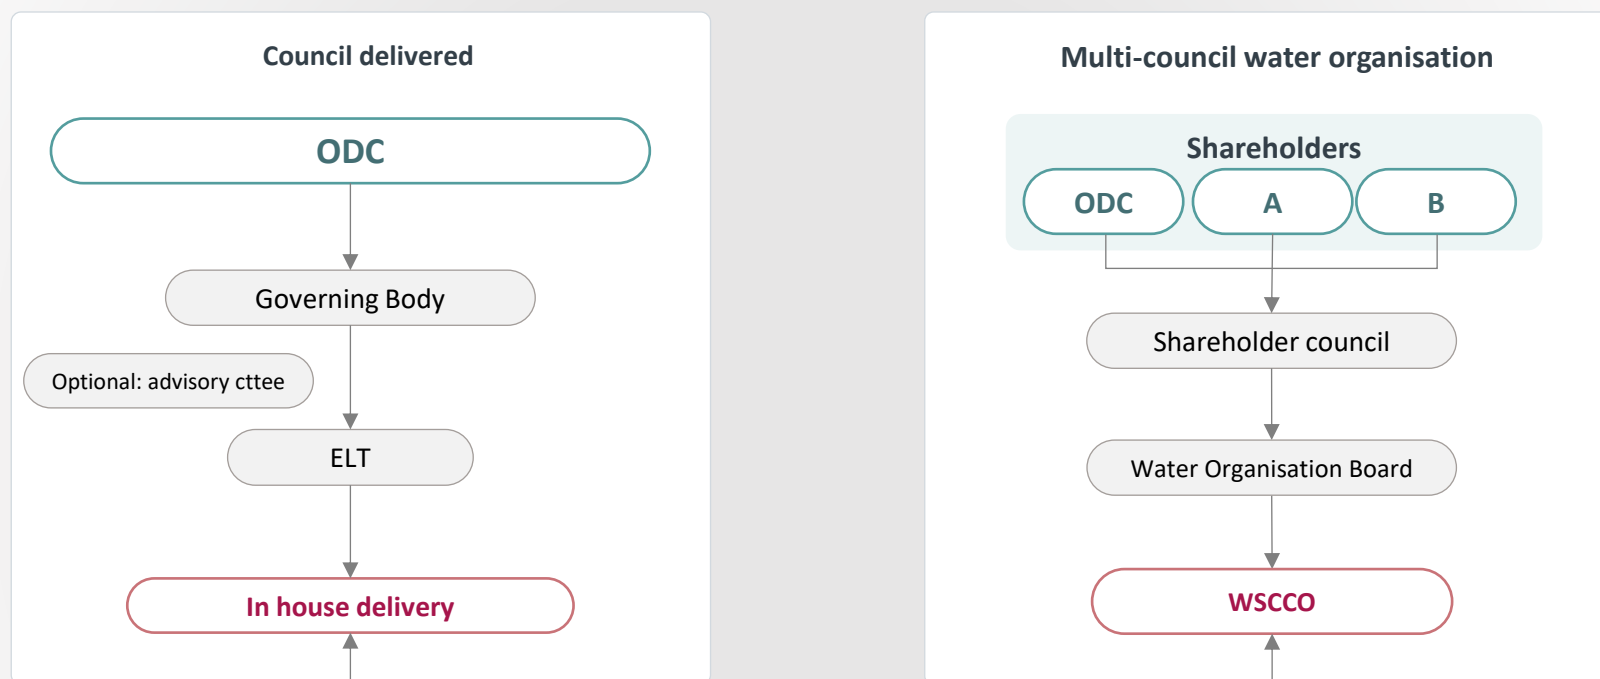 Council delivered
ODC
Governing Body
Optional: advisory cttee
ELT
In house delivery
Multi-council water organisation
Shareholders
ODC
A
B
Shareholder council
Water Organisation Board
WSCCO